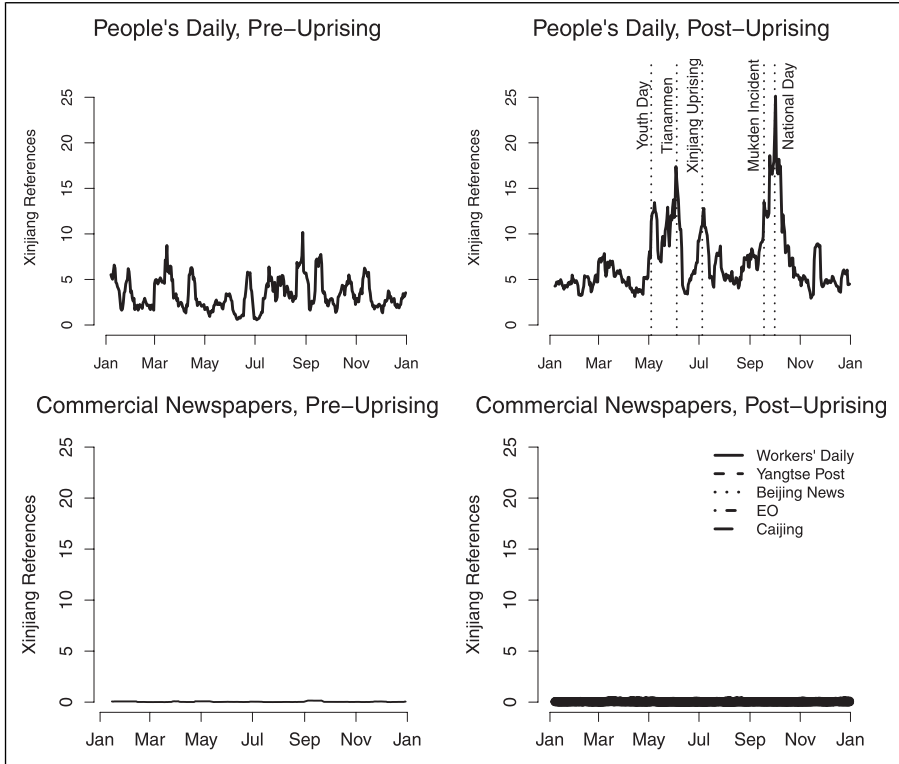 People's Daily, Pre−Uprising
Xinjiang References
25
20
15
10
5
0
Jan Mar May Jul Sep Nov Jan
People's Daily, Post−Uprising
Xinjiang References
25
20
15
10
5
0
Youth Day
Tiananmen
Xinjiang Uprising
Mukden Incident
National Day
Jan Mar May Jul Sep Nov Jan
Commercial Newspapers, Pre−Uprising
Xinjiang References
25
20
15
10
5
0
Jan Mar May Jul Sep Nov Jan
Commercial Newspapers, Post−Uprising
Xinjiang References
25
20
15
10
5
0
Workers' Daily
Yangtse Post
Beijing News
EO
Caijing
Jan Mar May Jul Sep Nov Jan